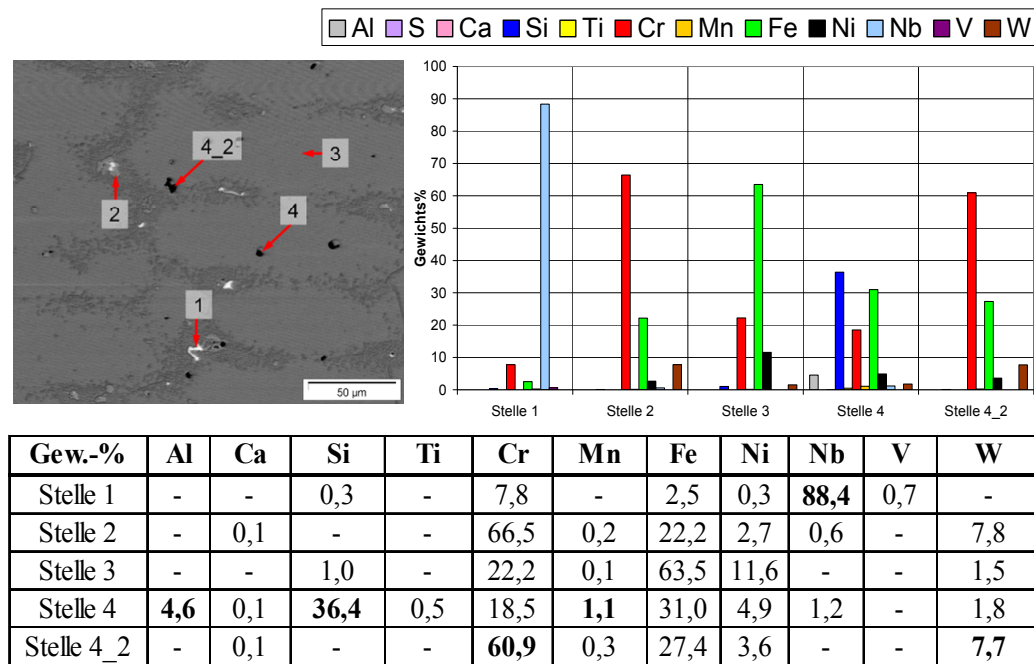 Al S Ca Si Ti Cr Mn Fe Ni Nb V W
4_2
3
2
4
1
50 µm
Gewichts%
100
90
80
70
60
50
40
30
20
10
0
Stelle 1 Stelle 2 Stelle 3 Stelle 4 Stelle 4_2
Gew.-% Al Ca Si Ti Cr Mn Fe Ni Nb V W
Stelle 1 - - 0,3 - 7,8 - 2,5 0,3 88,4 0,7 -
Stelle 2 - 0,1 - - 66,5 0,2 22,2 2,7 0,6 - 7,8
Stelle 3 - - 1,0 - 22,2 0,1 63,5 11,6 - - 1,5
Stelle 4 4,6 0,1 36,4 0,5 18,5 1,1 31,0 4,9 1,2 - 1,8
Stelle 4_2 - 0,1 - - 60,9 0,3 27,4 3,6 - - 7,7